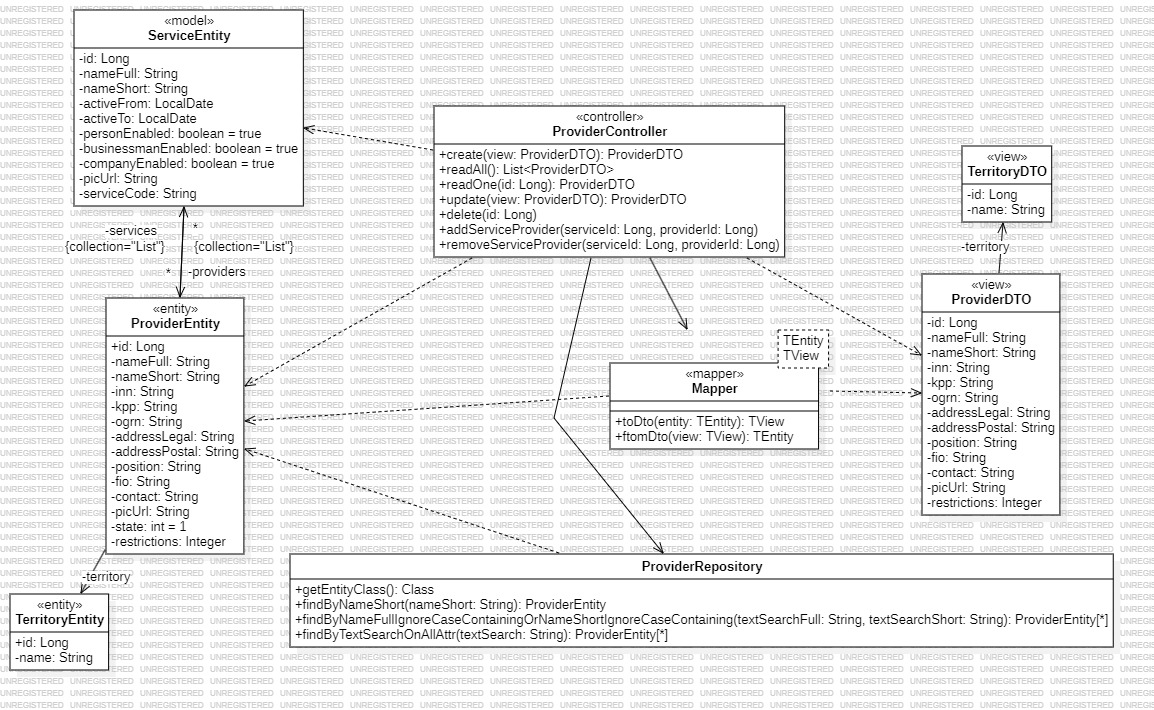 «model»
ServiceEntity
-id: Long
-nameFull: String
-nameShort: String
-activeFrom: LocalDate
-activeTo: LocalDate
-personEnabled: boolean = true
-businessmanEnabled: boolean = true
-companyEnabled: boolean = true
-picUrl: String
-serviceCode: String
-services
{collection="List"}
*
{collection="List"}
*
-providers
«entity»
ProviderEntity
+id: Long
-nameFull: String
-nameShort: String
-inn: String
-kpp: String
-ogrn: String
-addressLegal: String
-addressPostal: String
-position: String
-fio: String
-contact: String
-picUrl: String
-state: int = 1
-restrictions: Integer
-territory
«entity»
TerritoryEntity
+id: Long
-name: String
«controller»
ProviderController
+create(view: ProviderDTO): ProviderDTO
+readAll(): List<ProviderDTO>
+readOne(id: Long): ProviderDTO
+update(view: ProviderDTO): ProviderDTO
+delete(id: Long)
+addServiceProvider(serviceId: Long, providerId: Long)
+removeServiceProvider(serviceId: Long, providerId: Long)
TEntity
TView
«mapper»
Mapper
+toDto(entity: TEntity): TView
+ftomDto(view: TView): TEntity
«view»
TerritoryDTO
-id: Long
-name: String
-territory
«view»
ProviderDTO
-id: Long
-nameFull: String
-nameShort: String
-inn: String
-kpp: String
-ogrn: String
-addressLegal: String
-addressPostal: String
-position: String
-fio: String
-contact: String
-picUrl: String
-restrictions: Integer
ProviderRepository
+getEntityClass(): Class
+findByNameShort(nameShort: String): ProviderEntity
+findByNameFullIgnoreCaseContainingOrNameShortIgnoreCaseContaining(textSearchFull: String, textSearchShort: String): ProviderEntity[*]
+findByTextSearchOnAllAttr(textSearch: String): ProviderEntity[*]
UNREGISTERED